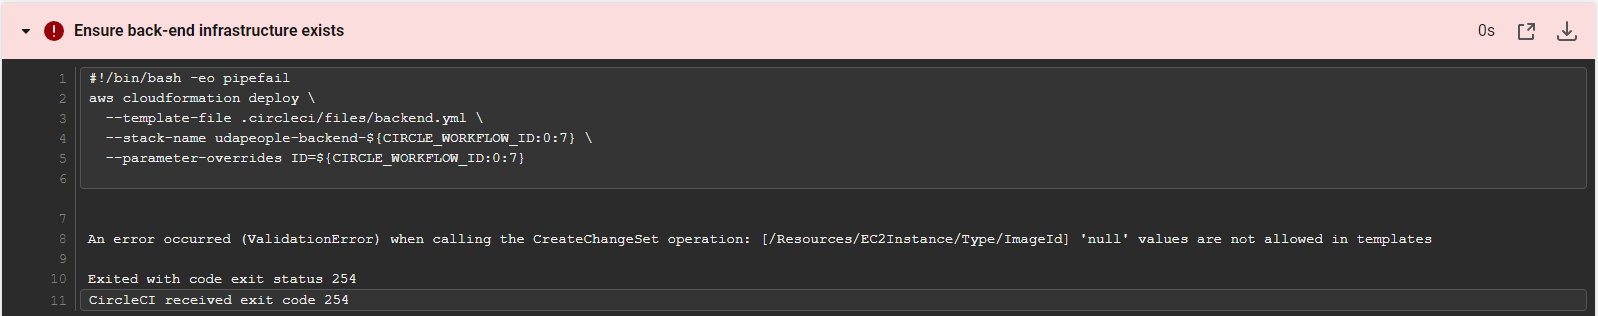 Ensure back-end infrastructure exists 0s
1 #!/bin/bash -eo pipefail
2 aws cloudformation deploy \
3 --template-file .circleci/files/backend.yml \
4 --stack-name udapeople-backend-${CIRCLE_WORKFLOW_ID:0:7} \
5 --parameter-overrides ID=${CIRCLE_WORKFLOW_ID:0:7}
6
7
8 An error occurred (ValidationError) when calling the CreateChangeSet operation: [/Resources/EC2Instance/Type/ImageId] 'null' values are not allowed in templates
9
10 Exited with code exit status 254
11 CircleCI received exit code 254